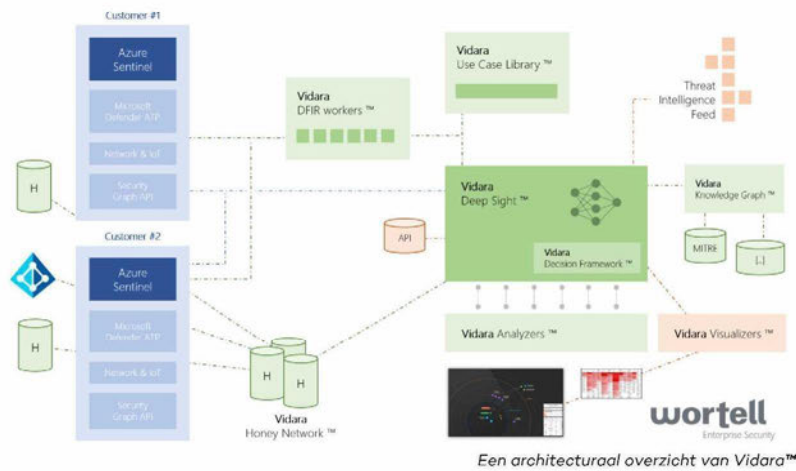 Customer #1
Azure
Sentinel
Microsoft
Defender ATP
Network & IoT
Security
Graph API
H
Customer #2
Azure
Sentinel
Microsoft
Defender ATP
Network & IoT
Security
Graph API
H
Vidara
DFIR workers ™
Vidara
Use Case Library ™
Threat
Intelligence
Feed
Vidara
Deep Sight ™
Vidara
Decision Framework ™
API
Vidara
Knowledge Graph ™
MITRE
[..]
Vidara Analyzers ™
Vidara Visualizers ™
H
H
H
Vidara
Honey Network ™
wortell
Enterprise Security
Een architecturaal overzicht van Vidara™